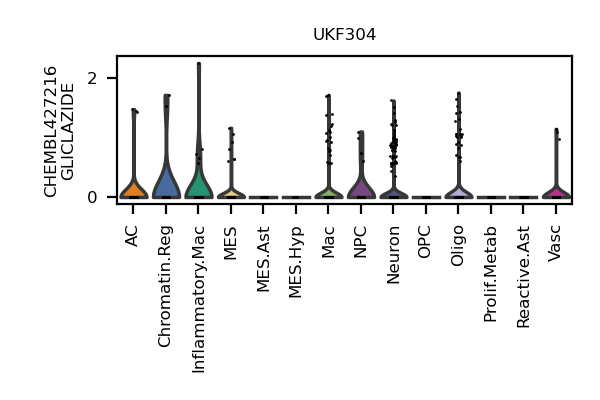 UKF304
CHEMBL427216
GLICLAZIDE
2
0
AC
Chromatin.Reg
Inflammatory.Mac
MES
MES.Ast
MES.Hyp
Mac
NPC
Neuron
OPC
Oligo
Prolif.Metab
Reactive.Ast
Vasc